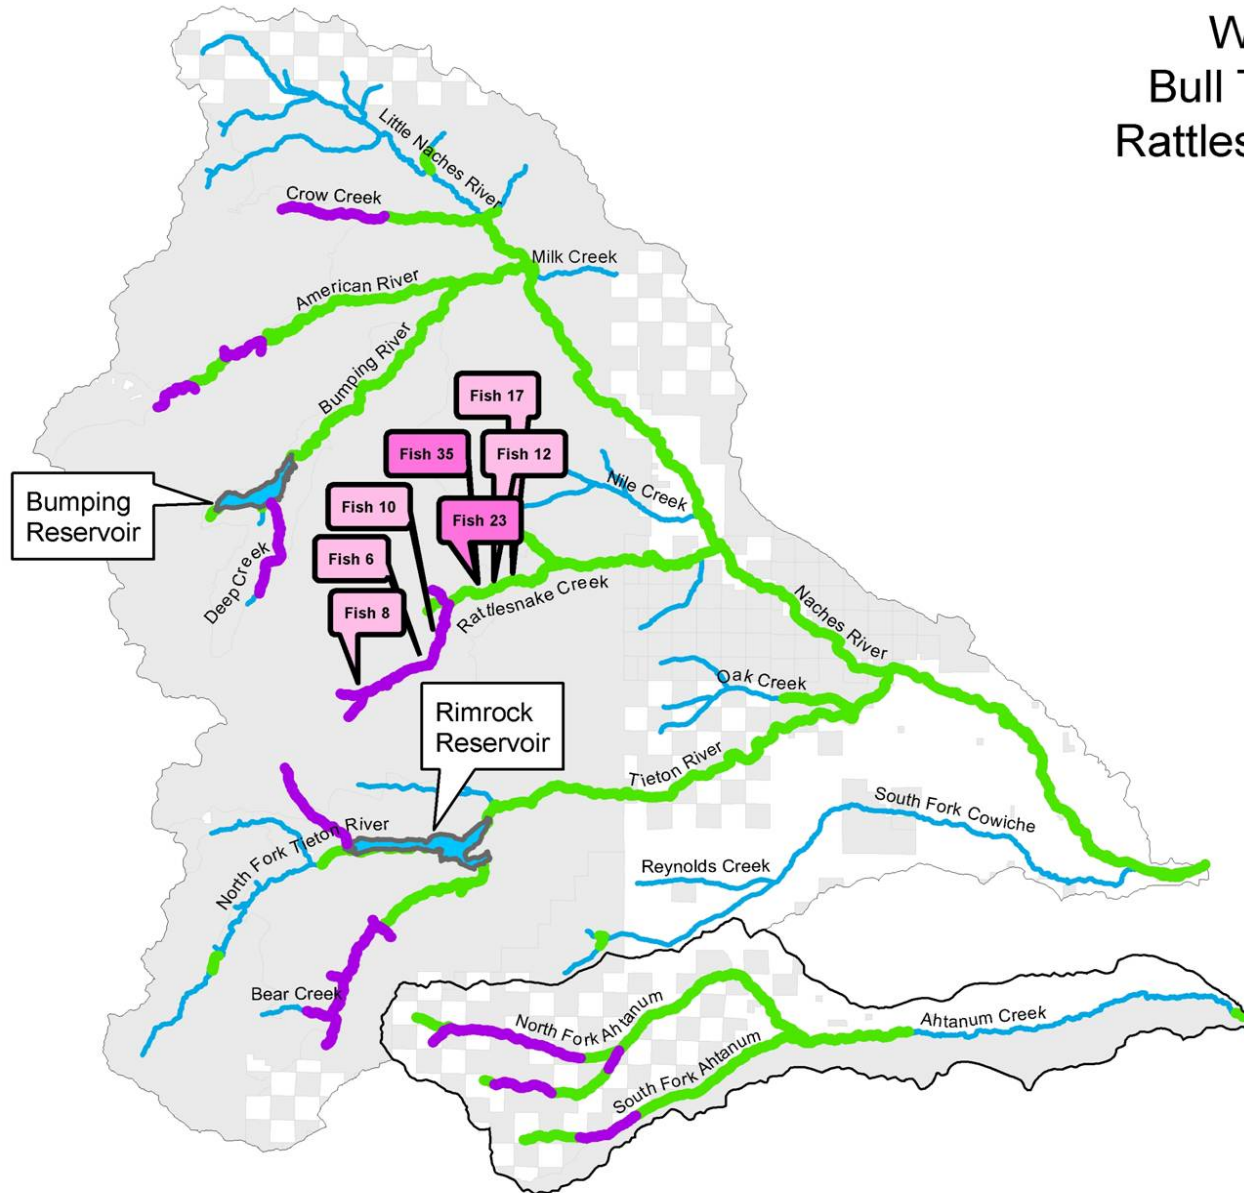 W
Bull T
Rattles
Little Naches River
Crow Creek
Milk Creek
American River
Bumping River
Fish 17
Fish 35
Fish 12
Nile Creek
Bumping
Reservoir
Fish 10
Fish 23
Fish 6
DeepCreek
Rattlesnake Creek
Fish 8
Naches River
Oak Creek
Rimrock
Reservoir
Tieton River
South Fork Cowiche
North Fork Tieton River
Reynolds Creek
Bear Creek
North Fork Ahtanum
Ahtanum Creek
South Fork Ahtanum